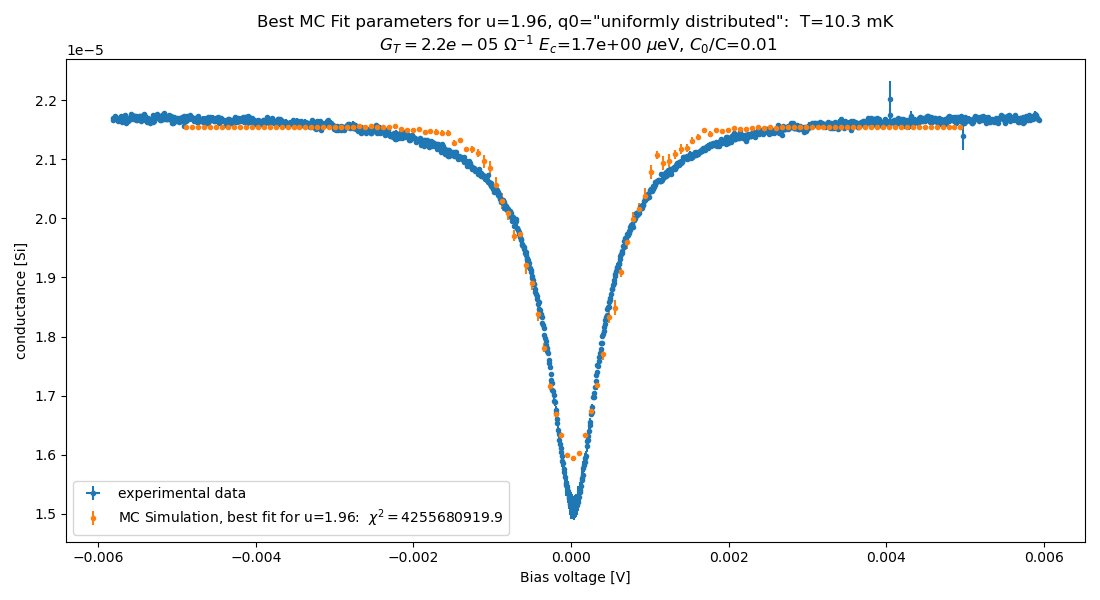 Best MC Fit parameters for u=1.96, q0="uniformly distributed":  T=10.3 mK
G_T = 2.2e − 05 Ω⁻¹ E_c=1.7e+00 μeV, C₀/C=0.01
1e−5
2.2
2.1
2.0
1.9
1.8
1.7
1.6
1.5
conductance [Si]
experimental data
MC Simulation, best fit for u=1.96:  χ² = 4255680919.9
−0.006
−0.004
−0.002
0.000
0.002
0.004
0.006
Bias voltage [V]